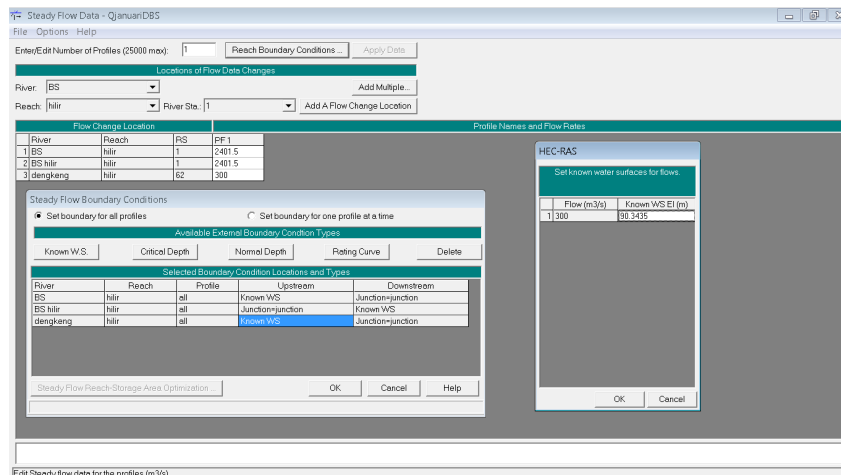 Steady Flow Data - QjanuariDBS
File Options Help
Enter/Edit Number of Profiles (25000 max): 1 Reach Boundary Conditions ... Apply Data
Locations of Flow Data Changes
River: BS Add Multiple...
Reach: hilir River Sta.: 1 Add A Flow Change Location
Flow Change Location Profile Names and Flow Rates
River Reach RS PF 1
1 BS hilir 1 2401.5
2 BS hilir hilir 1 2401.5
3 dengkeng hilir 62 300
Steady Flow Boundary Conditions
Set boundary for all profiles Set boundary for one profile at a time
Available External Boundary Condtion Types
Known W.S. Critical Depth Normal Depth Rating Curve Delete
Selected Boundary Condition Locations and Types
River Reach Profile Upstream Downstream
BS hilir all Known WS Junction=junction
BS hilir hilir all Junction=junction Known WS
dengkeng hilir all Known WS Junction=junction
Steady Flow Reach-Storage Area Optimization ... OK Cancel Help
HEC-RAS
Set known water surfaces for flows.
Flow (m3/s) Known WS El (m)
1 300 90.3435
OK Cancel
Edit Steady flow data for the profiles (m3/s)